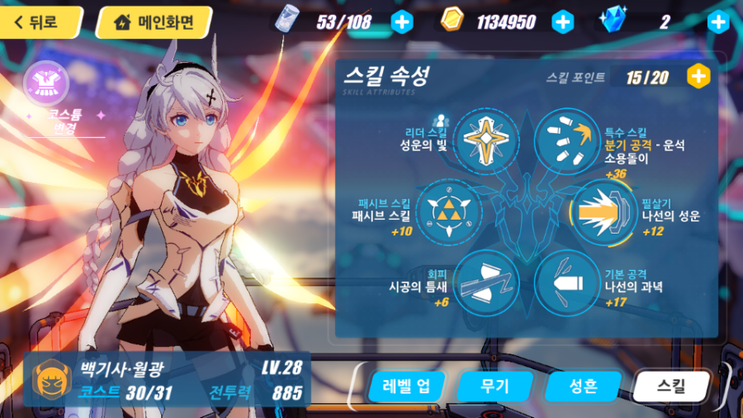 뒤로
메인화면
53/108
1134950
2
코스튬
변경
스킬 속성
SKILL ATTRIBUTES
스킬 포인트 15/20
리더 스킬
성운의 빛
특수 스킬
분기 공격 - 운석
소용돌이
+36
패시브 스킬
패시브 스킬
+10
필살기
나선의 성운
+12
회피
시공의 틈새
+6
기본 공격
나선의 과녁
+17
백기사·월광 LV.28
코스트 30/31 전투력 885
레벨 업
무기
성흔
스킬